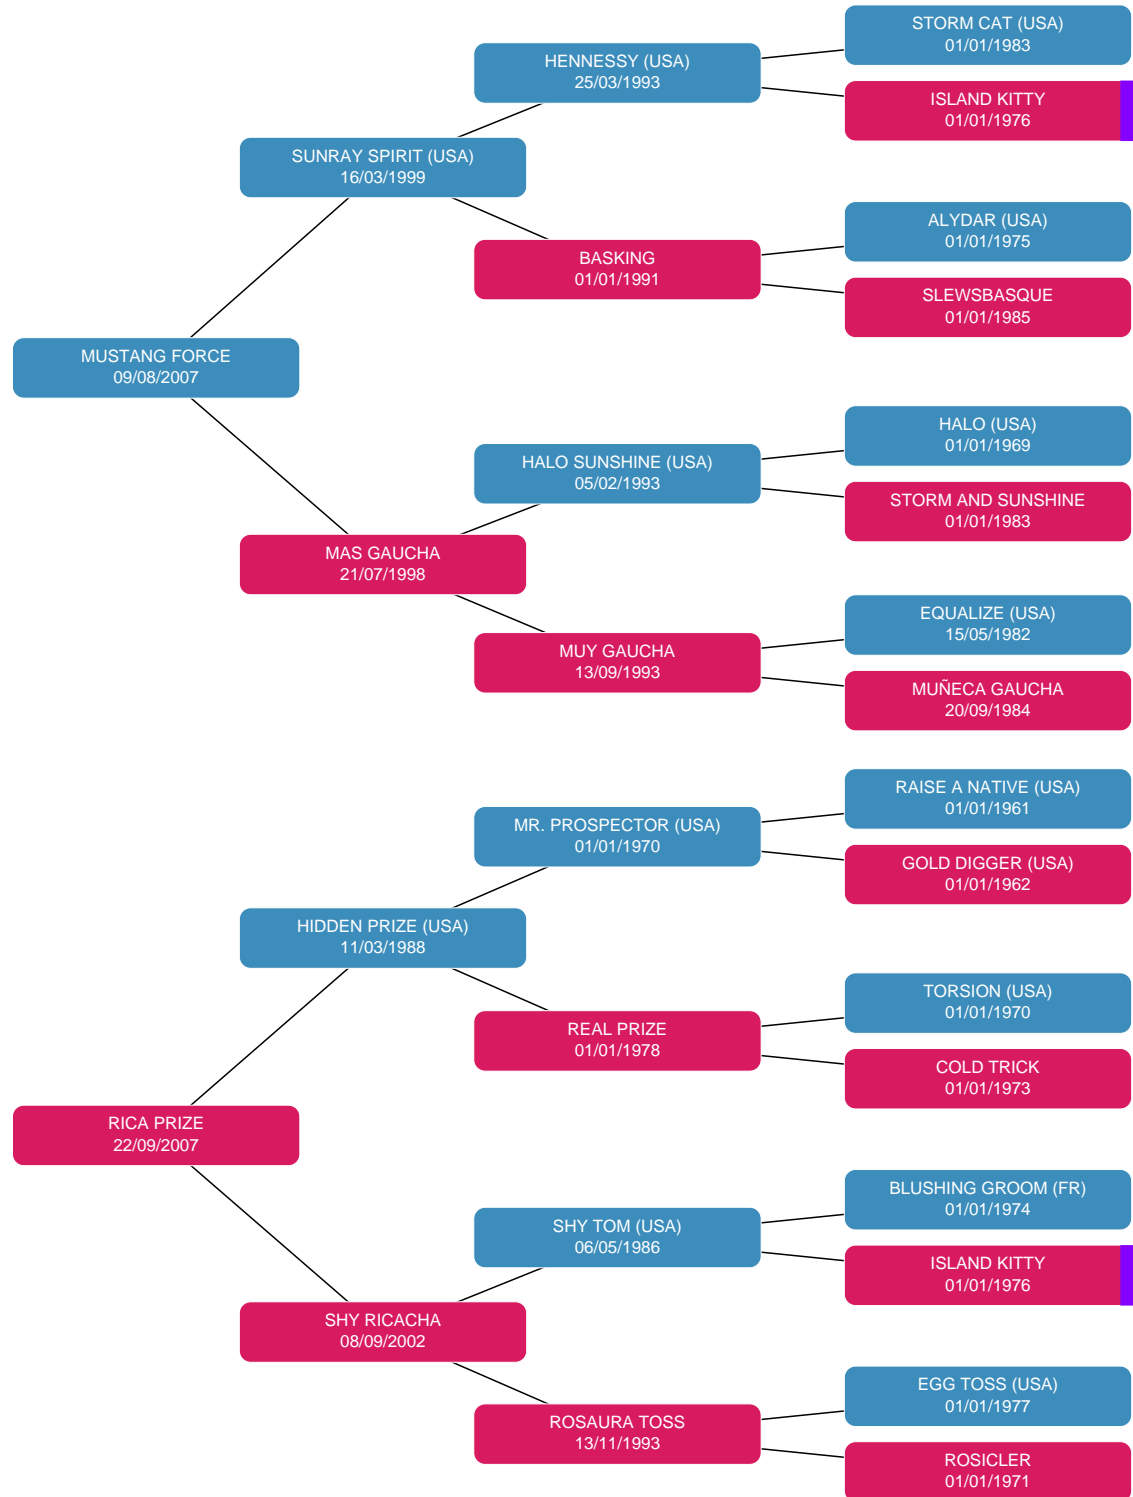 STORM CAT (USA)
01/01/1983
HENNESSY (USA)
25/03/1993
ISLAND KITTY
01/01/1976
SUNRAY SPIRIT (USA)
16/03/1999
ALYDAR (USA)
01/01/1975
BASKING
01/01/1991
SLEWSBASQUE
01/01/1985
MUSTANG FORCE
09/08/2007
HALO (USA)
01/01/1969
HALO SUNSHINE (USA)
05/02/1993
STORM AND SUNSHINE
01/01/1983
MAS GAUCHA
21/07/1998
EQUALIZE (USA)
15/05/1982
MUY GAUCHA
13/09/1993
MUÑECA GAUCHA
20/09/1984
RAISE A NATIVE (USA)
01/01/1961
MR. PROSPECTOR (USA)
01/01/1970
GOLD DIGGER (USA)
01/01/1962
HIDDEN PRIZE (USA)
11/03/1988
TORSION (USA)
01/01/1970
REAL PRIZE
01/01/1978
COLD TRICK
01/01/1973
RICA PRIZE
22/09/2007
BLUSHING GROOM (FR)
01/01/1974
SHY TOM (USA)
06/05/1986
ISLAND KITTY
01/01/1976
SHY RICACHA
08/09/2002
EGG TOSS (USA)
01/01/1977
ROSAURA TOSS
13/11/1993
ROSICLER
01/01/1971